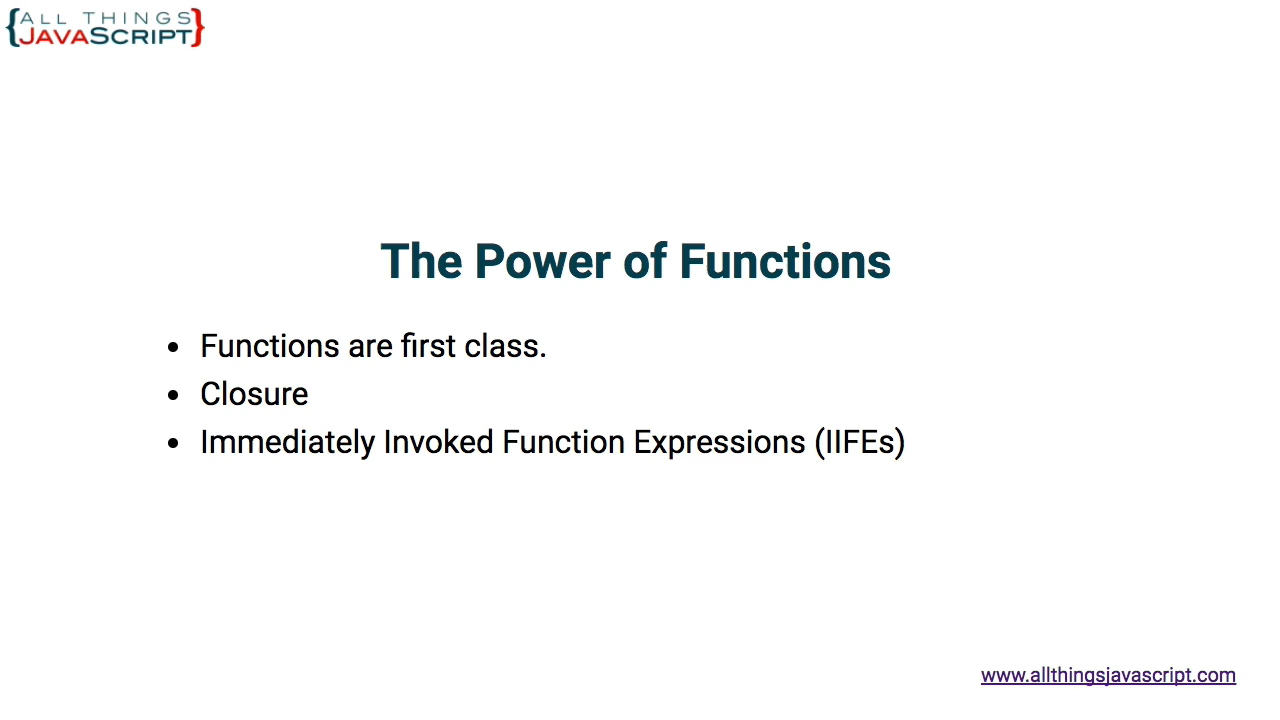 {ALL THINGS
JAVASCRIPT}
The Power of Functions
• Functions are first class.
• Closure
• Immediately Invoked Function Expressions (IIFEs)
www.allthingsjavascript.com